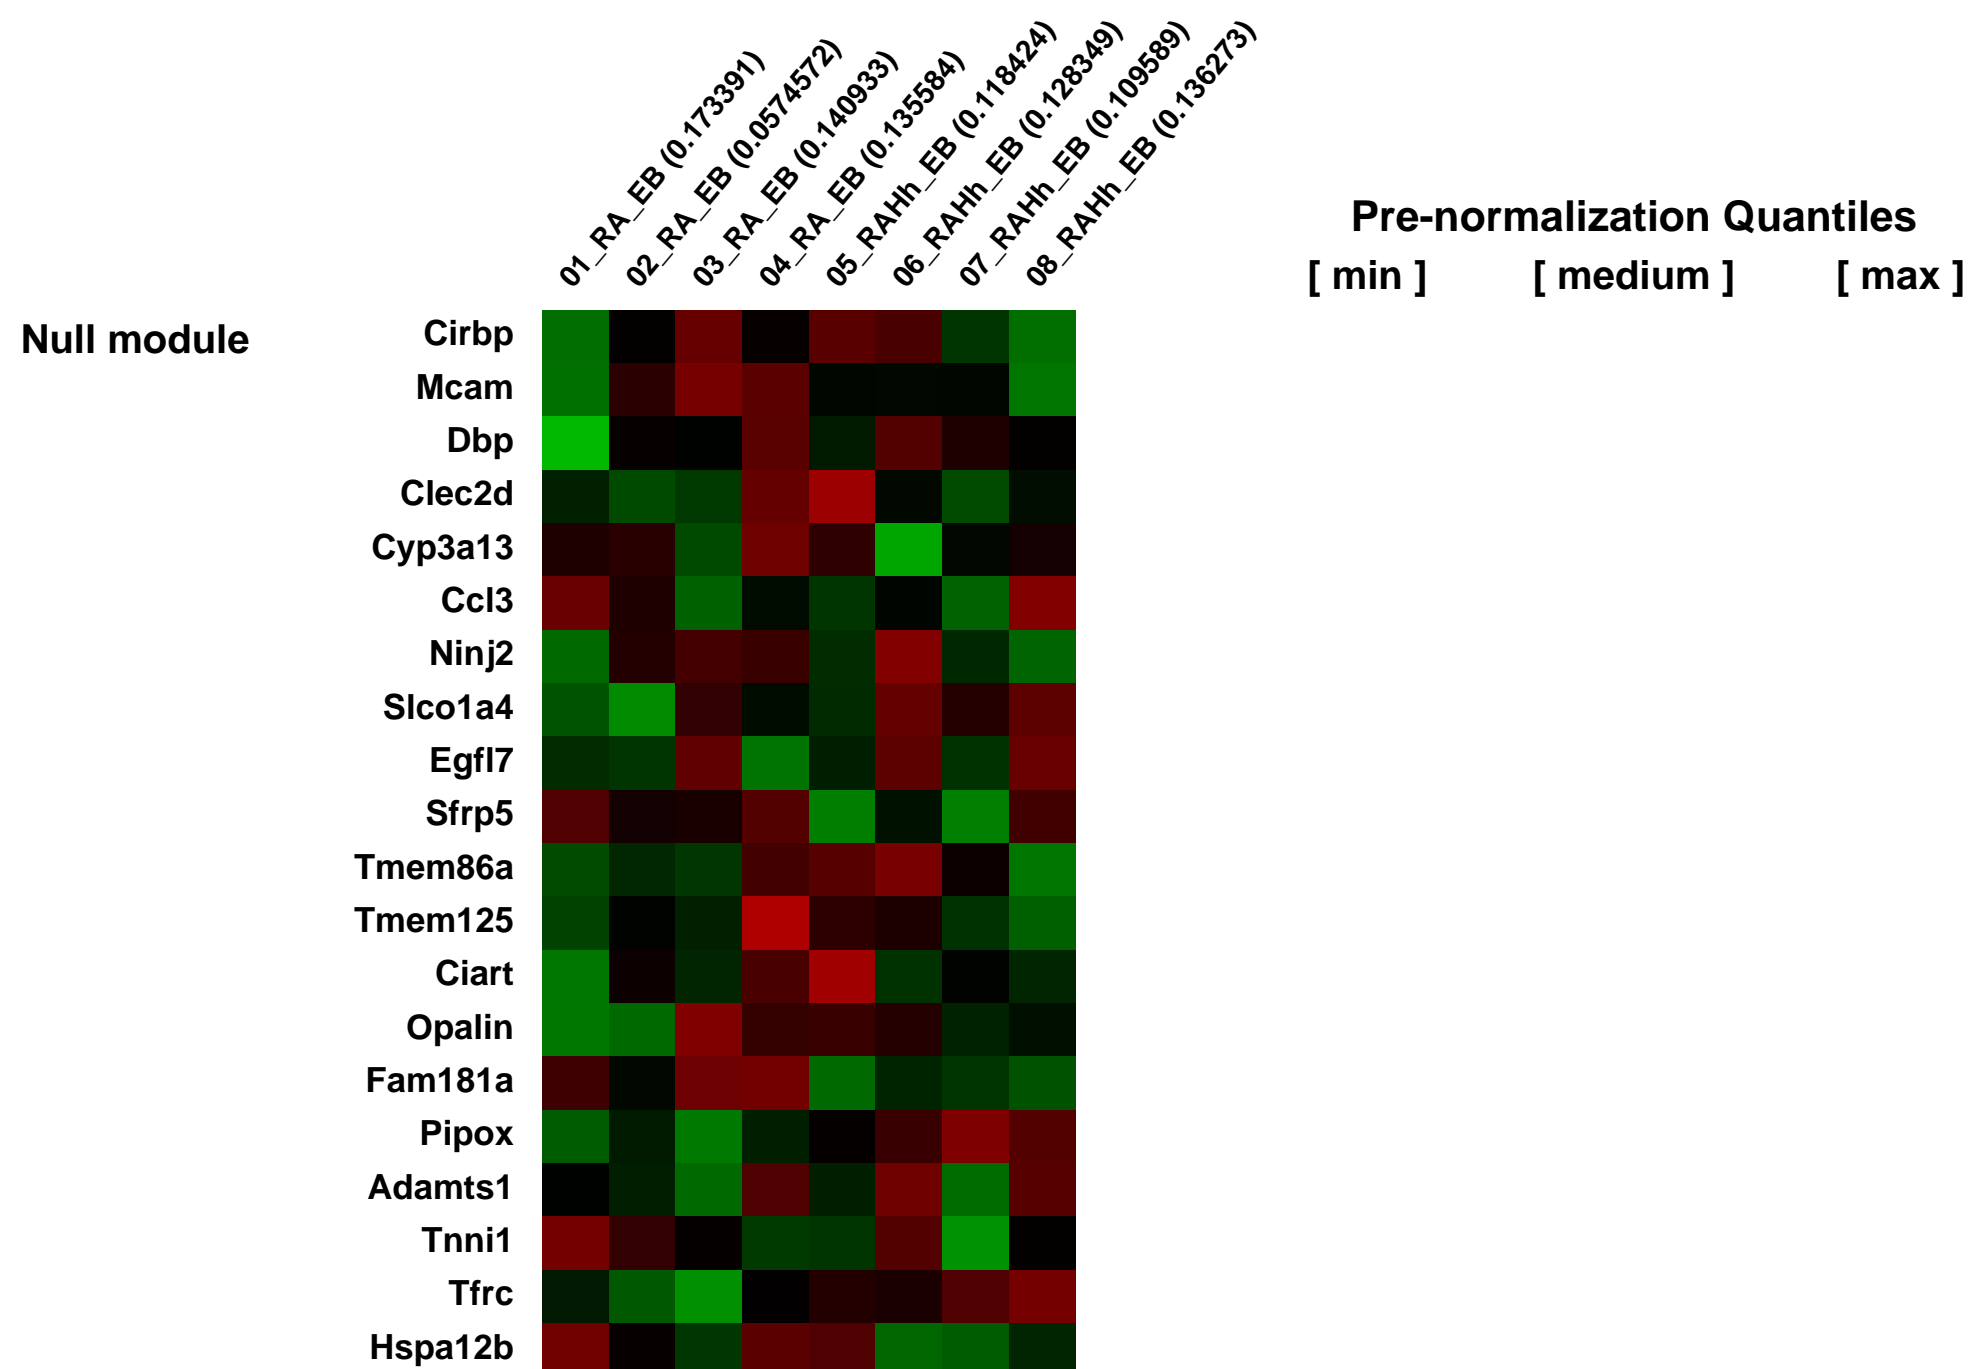 01_RA_EB (0.173391)
02_RA_EB (0.0574572)
03_RA_EB (0.140933)
04_RA_EB (0.135584)
05_RAHh_EB (0.118424)
06_RAHh_EB (0.128349)
07_RAHh_EB (0.109589)
08_RAHh_EB (0.136273)
Pre-normalization Quantiles
[ min ] [ medium ] [ max ]
Null module
Cirbp
Mcam
Dbp
Clec2d
Cyp3a13
Ccl3
Ninj2
Slco1a4
Egfl7
Sfrp5
Tmem86a
Tmem125
Ciart
Opalin
Fam181a
Pipox
Adamts1
Tnni1
Tfrc
Hspa12b